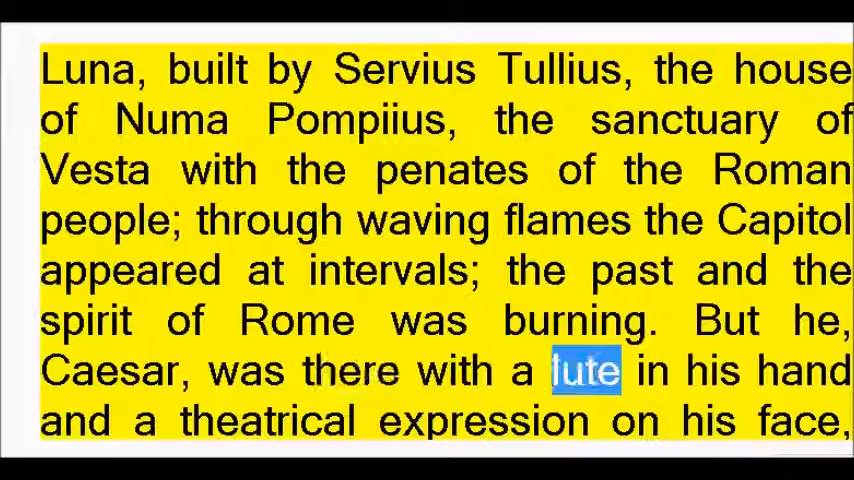 Luna, built by Servius Tullius, the house
of Numa Pompiius, the sanctuary of
Vesta with the penates of the Roman
people; through waving flames the Capitol
appeared at intervals; the past and the
spirit of Rome was burning. But he,
Caesar, was there with a lute in his hand
and a theatrical expression on his face,